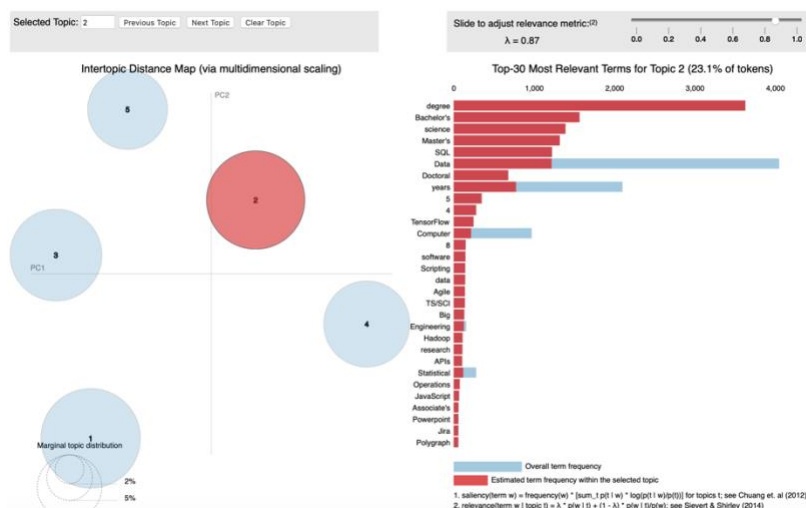 Selected Topic: 2 Previous Topic Next Topic Clear Topic
Slide to adjust relevance metric:(2)
λ = 0.87
0.0 0.2 0.4 0.6 0.8 1.0
Intertopic Distance Map (via multidimensional scaling)
PC2
PC1
5
2
3
4
1
Marginal topic distribution
2%
5%
Top-30 Most Relevant Terms for Topic 2 (23.1% of tokens)
0 1,000 2,000 3,000 4,000
degree
Bachelor's
science
Master's
SQL
Data
Doctoral
years
5
4
TensorFlow
Computer
8
software
Scripting
data
Agile
TS/SCI
Big
Engineering
Hadoop
research
APIs
Statistical
Operations
JavaScript
Associate's
Powerpoint
Jira
Polygraph
Overall term frequency
Estimated term frequency within the selected topic
1. saliency(term w) = frequency(w) * [sum_t p(t | w) * log(p(t | w)/p(t))] for topics t; see Chuang et. al (2012)
2. relevance(term w | topic t) = λ * p(w | t) + (1 - λ) * p(w | t)/p(w); see Sievert & Shirley (2014)